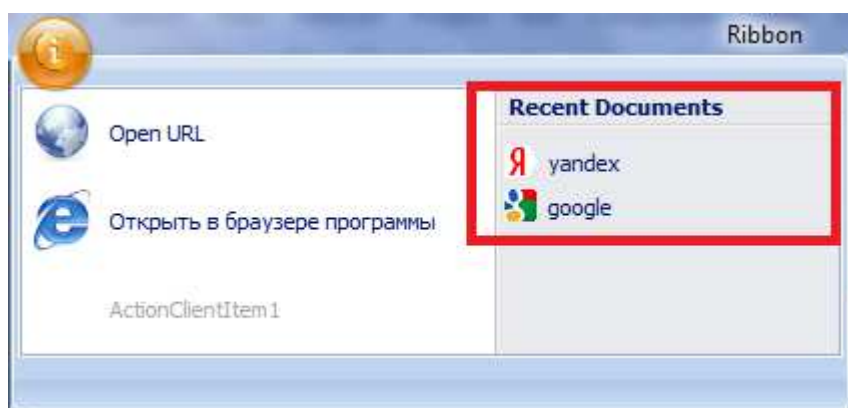 Ribbon
Open URL
Открыть в браузере программы
ActionClientItem1
Recent Documents
Я yandex
google